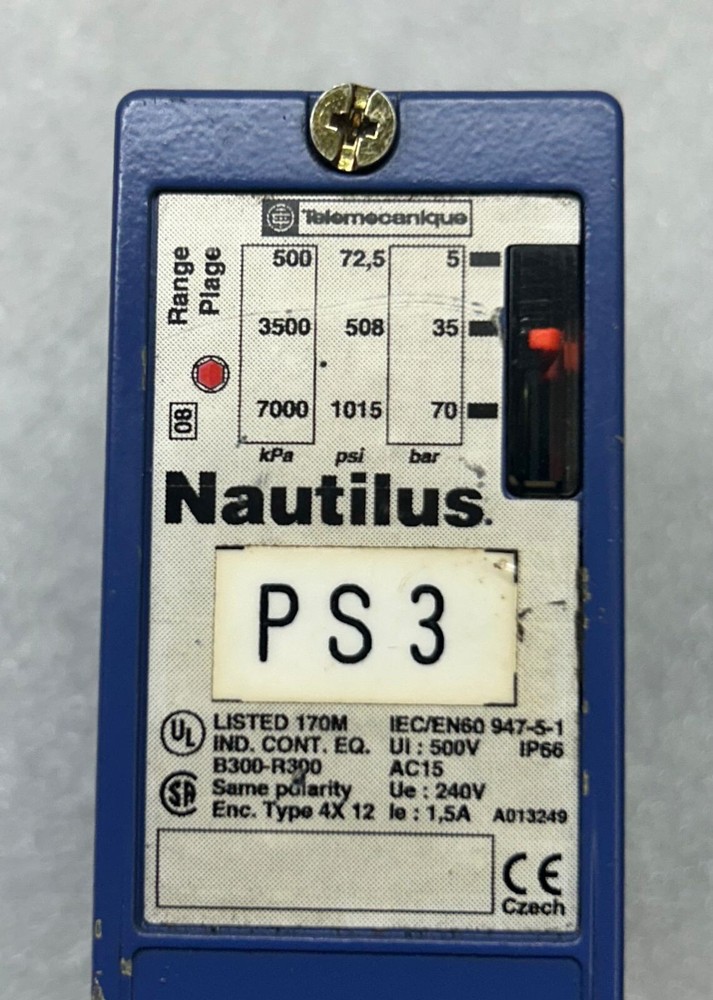 Telemecanique
Range
Plage
08
500 72,5 5
3500 508 35
7000 1015 70
kPa psi bar
Nautilus.
PS3
UL LISTED 170M IEC/EN60 947-5-1
IND. CONT. EQ. Ui : 500V IP66
B300-R300 AC15
SA Same polarity Ue : 240V
Enc. Type 4X 12 Ie : 1,5A A013249
CE
Czech